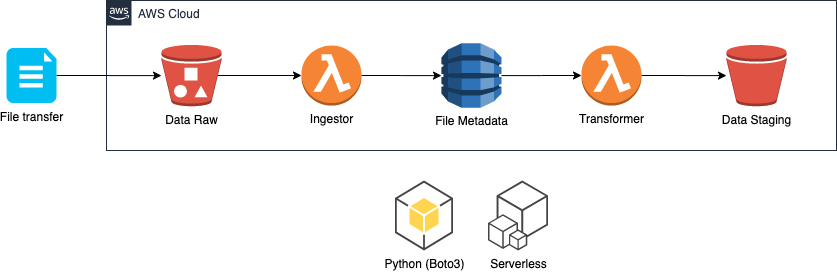 aws
AWS Cloud
File transfer
Data Raw
Ingestor
File Metadata
Transformer
Data Staging
Python (Boto3)
Serverless